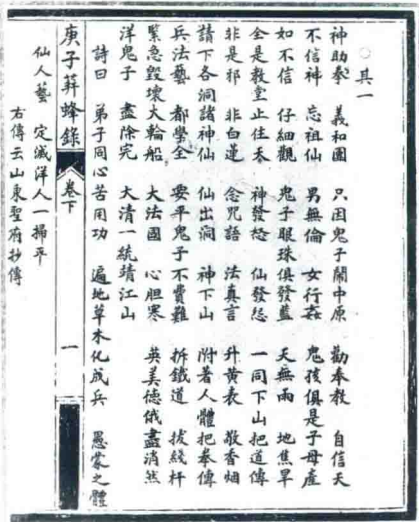 ○其一
神助拳　義和團　只因鬼子鬧中原　勸奉教　自信天
不信神　忘祖仙　男無倫　女行姦　鬼孩俱是子母產
如不信　仔細觀　鬼子眼珠俱發藍　天無雨　地焦旱
全是教堂止住天　神發怒　仙發怒　一同下山把道傳
非是邪　非白蓮　念咒語　法真言　升黃表　敬香烟
請下各洞諸神仙　仙出洞　神下山　附著人體把拳傳
兵法藝　都學全　要平鬼子不費難　拆鐵道　拔綫杆
緊急毀壞大輪船　大法國　心胆寒　英美德俄盡消然
洋鬼子　盡除完　大清一統靖江山
詩曰　弟子同心苦用功　遍地草木化成兵　愚蒙之體
庚子莽蜂錄　卷下　一
仙人藝　定滅洋人一掃平
右傳云山東聖府抄傳